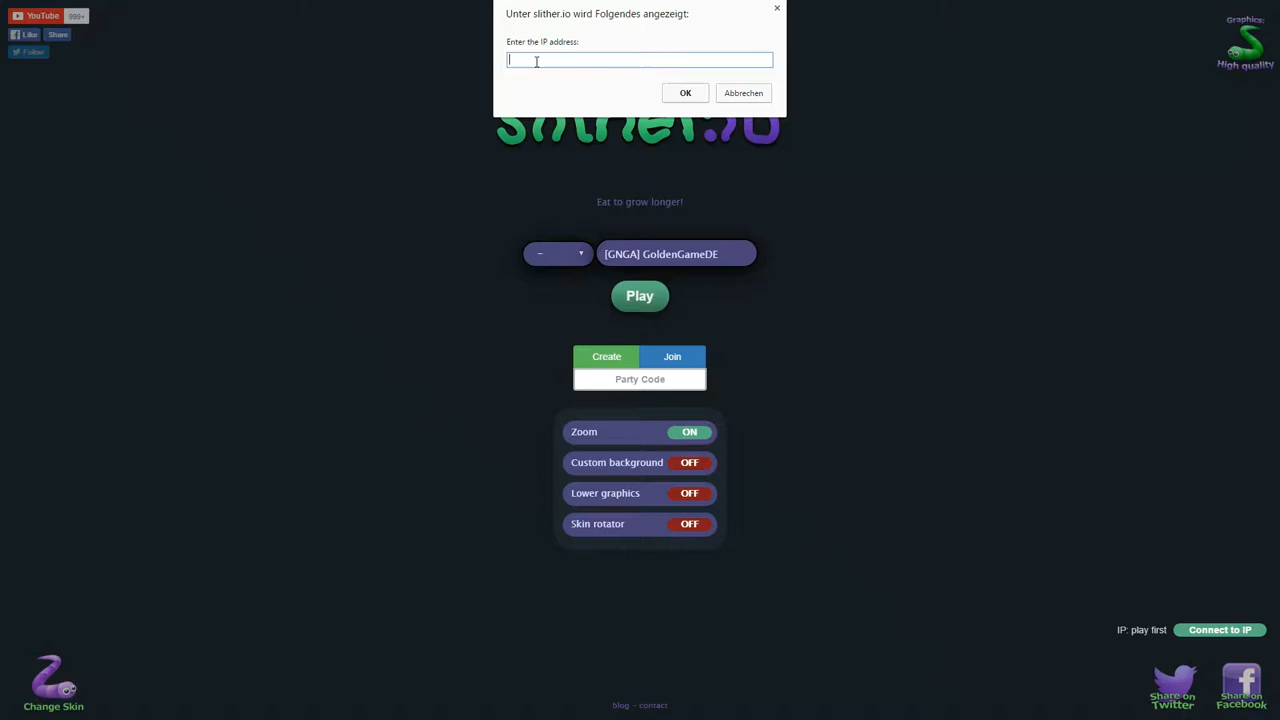 YouTube 999+
Like Share
Follow
Unter slither.io wird Folgendes angezeigt:
Enter the IP address:
OK Abbrechen
Graphics:
High quality
slither.io
Eat to grow longer!
– [GNGA] GoldenGameDE
Play
Create Join
Party Code
Zoom ON
Custom background OFF
Lower graphics OFF
Skin rotator OFF
IP: play first Connect to IP
Change Skin
blog – contact
Share on Twitter
Share on Facebook